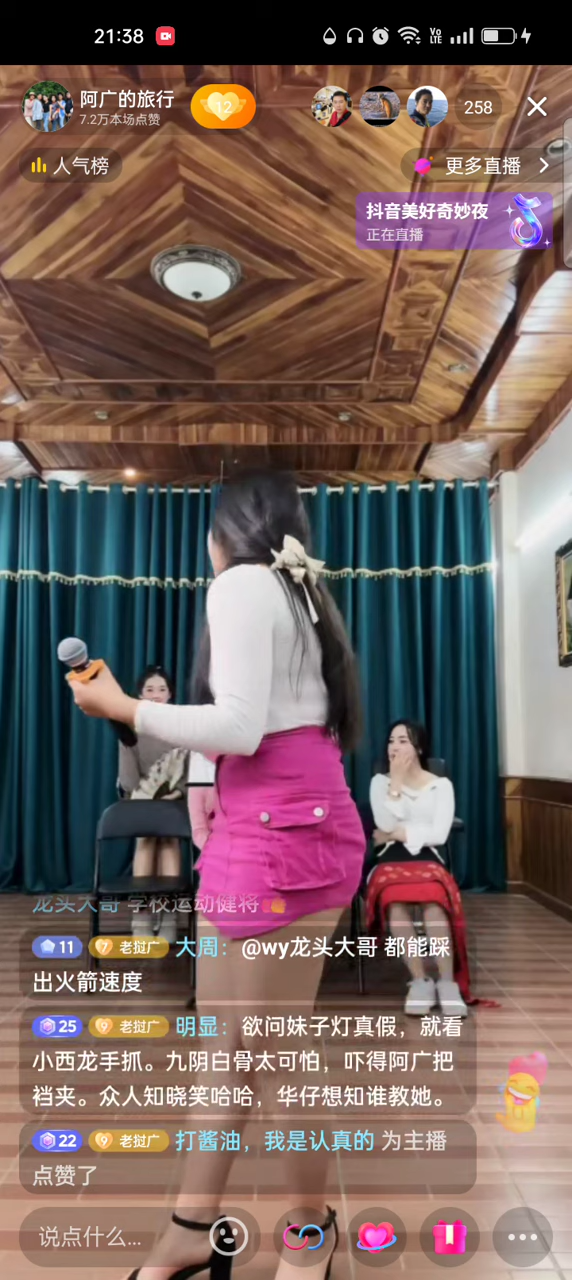 21:38
Vo
LTE
阿广的旅行
7.2万本场点赞
12
258
人气榜
更多直播
抖音美好奇妙夜
正在直播
龙头大哥 学校运动健将
11 7 老挝广 大周：@wy龙头大哥 都能踩
出火箭速度
25 9 老挝广 明显：欲问妹子灯真假，就看
小西龙手抓。九阴白骨太可怕，吓得阿广把
裆夹。众人知晓笑哈哈，华仔想知谁教她。
22 9 老挝广 打酱油，我是认真的 为主播
点赞了
说点什么...